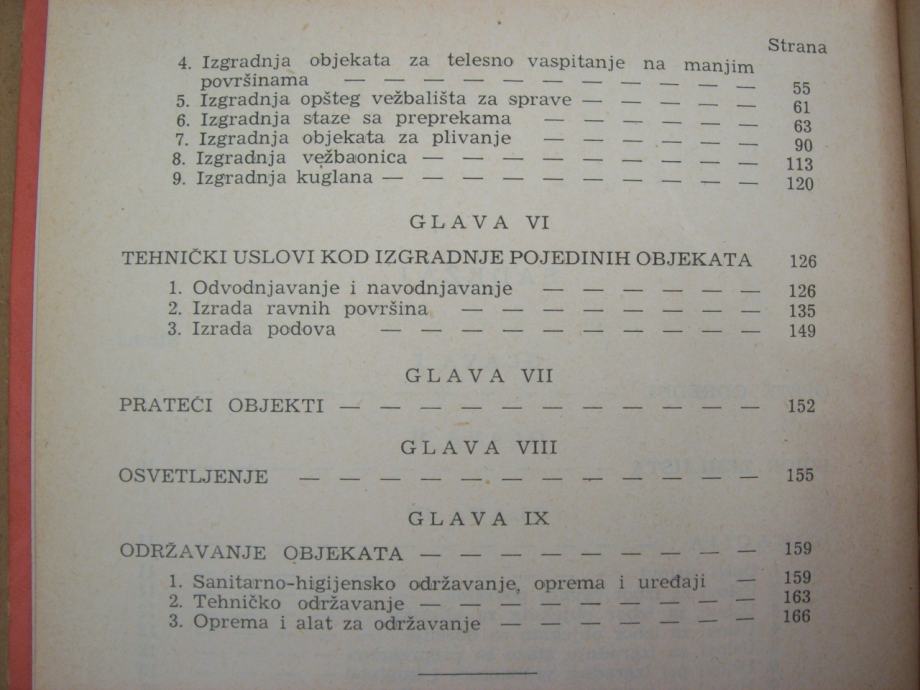 Strana
4. Izgradnja objekata za telesno vaspitanje na manjim
površinama — — — — — — — — — — — 55
5. Izgradnja opšteg vežbališta za sprave — — — — — 61
6. Izgradnja staze sa preprekama — — — — — — 63
7. Izgradnja objekata za plivanje — — — — — — 90
8. Izgradnja vežbaonica — — — — — — — — — 113
9. Izgradnja kuglana — — — — — — — — — — 120
GLAVA VI
TEHNIČKI USLOVI KOD IZGRADNJE POJEDINIH OBJEKATA 126
1. Odvodnjavanje i navodnjavanje — — — — — — 126
2. Izrada ravnih površina — — — — — — — — 135
3. Izrada podova — — — — — — — — — — 149
GLAVA VII
PRATEĆI OBJEKTI — — — — — — — — — — — 152
GLAVA VIII
OSVETLJENJE — — — — — — — — — — — — 155
GLAVA IX
ODRŽAVANJE OBJEKATA — — — — — — — — — 159
1. Sanitarno-higijensko održavanje, oprema i uređaji — 159
2. Tehničko održavanje — — — — — — — — — 163
3. Oprema i alat za održavanje — — — — — — — 166